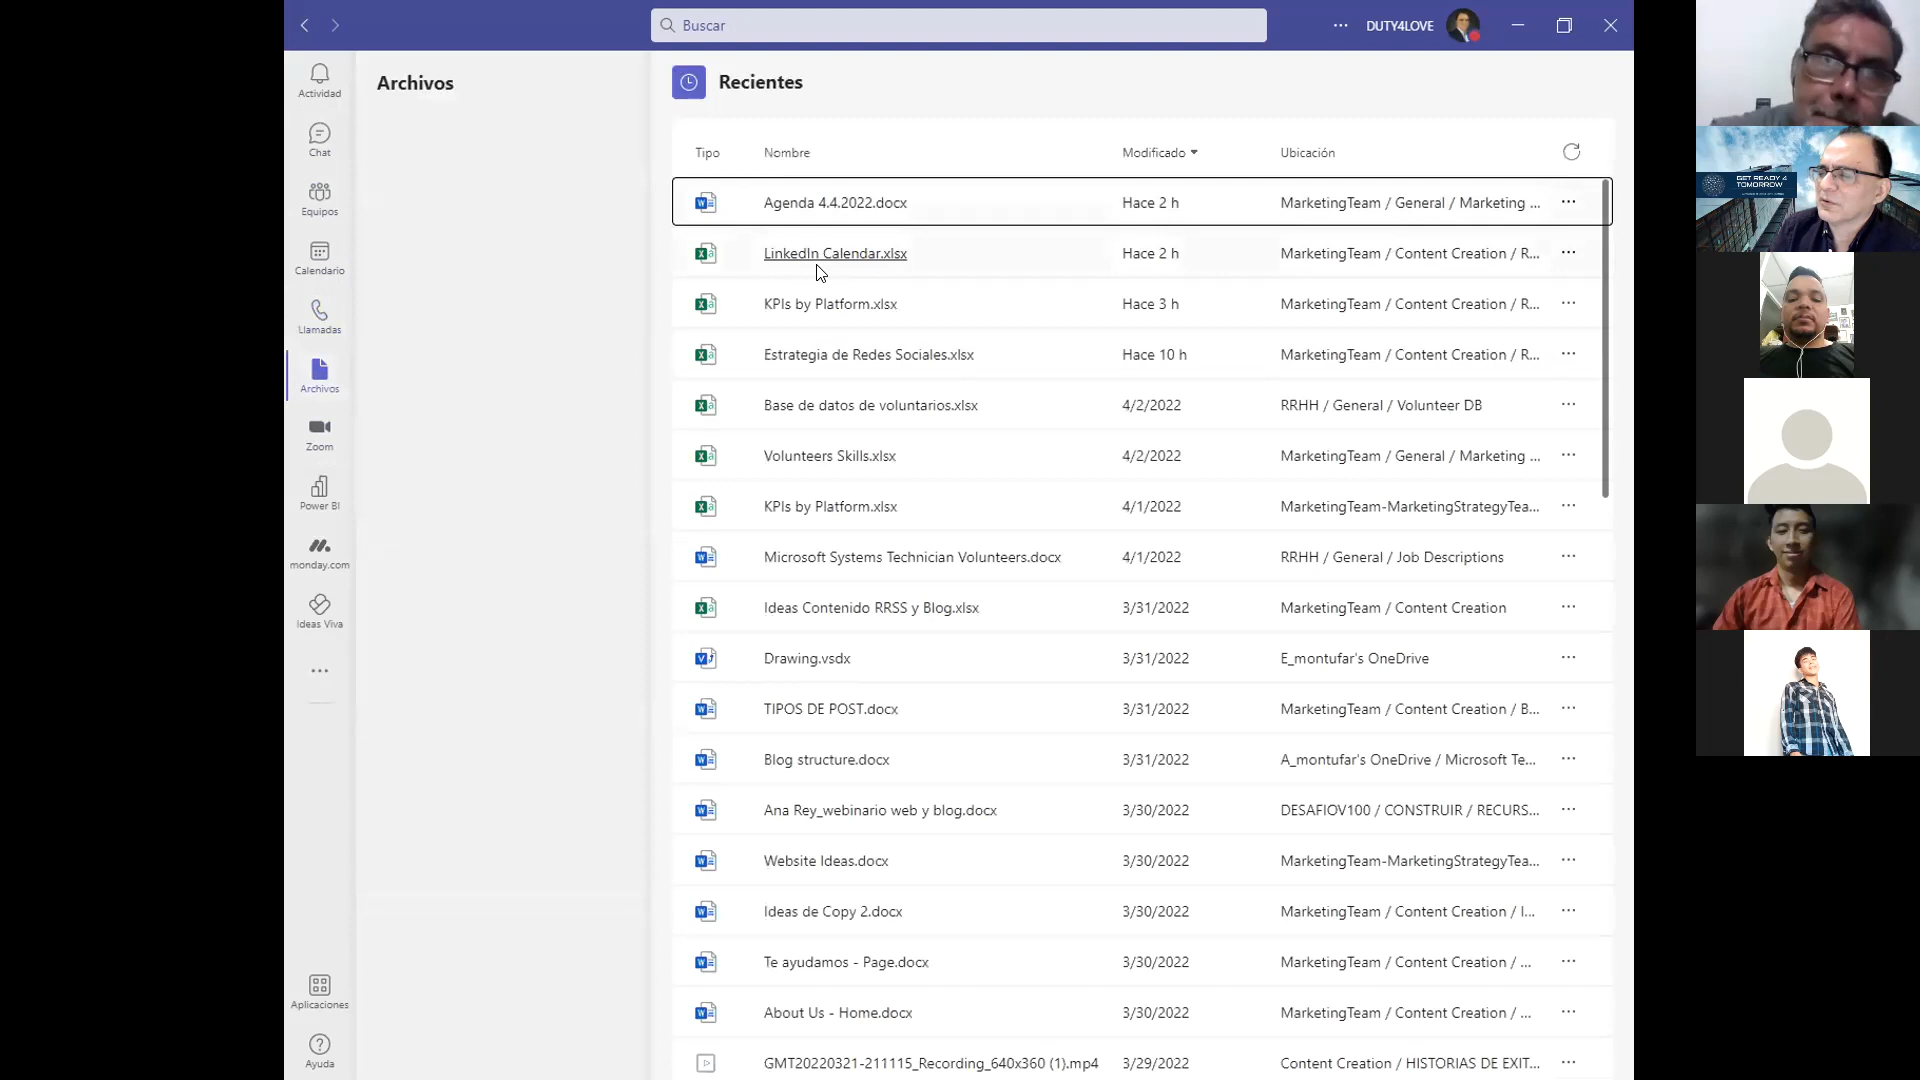 Buscar
DUTY4LOVE
Actividad
Chat
Equipos
Calendario
Llamadas
Archivos
Zoom
Power BI
monday.com
Ideas Viva
Aplicaciones
Ayuda
Archivos
Recientes
Tipo Nombre Modificado Ubicación
Agenda 4.4.2022.docx Hace 2 h MarketingTeam / General / Marketing ...
LinkedIn Calendar.xlsx Hace 2 h MarketingTeam / Content Creation / R...
KPIs by Platform.xlsx Hace 3 h MarketingTeam / Content Creation / R...
Estrategia de Redes Sociales.xlsx Hace 10 h MarketingTeam / Content Creation / R...
Base de datos de voluntarios.xlsx 4/2/2022 RRHH / General / Volunteer DB
Volunteers Skills.xlsx 4/2/2022 MarketingTeam / General / Marketing ...
KPIs by Platform.xlsx 4/1/2022 MarketingTeam-MarketingStrategyTea...
Microsoft Systems Technician Volunteers.docx 4/1/2022 RRHH / General / Job Descriptions
Ideas Contenido RRSS y Blog.xlsx 3/31/2022 MarketingTeam / Content Creation
Drawing.vsdx 3/31/2022 E_montufar's OneDrive
TIPOS DE POST.docx 3/31/2022 MarketingTeam / Content Creation / B...
Blog structure.docx 3/31/2022 A_montufar's OneDrive / Microsoft Te...
Ana Rey_webinario web y blog.docx 3/30/2022 DESAFIOV100 / CONSTRUIR / RECURS...
Website Ideas.docx 3/30/2022 MarketingTeam-MarketingStrategyTea...
Ideas de Copy 2.docx 3/30/2022 MarketingTeam / Content Creation / I...
Te ayudamos - Page.docx 3/30/2022 MarketingTeam / Content Creation / ...
About Us - Home.docx 3/30/2022 MarketingTeam / Content Creation / ...
GMT20220321-211115_Recording_640x360 (1).mp4 3/29/2022 Content Creation / HISTORIAS DE EXIT...
GET READY 4
TOMORROW